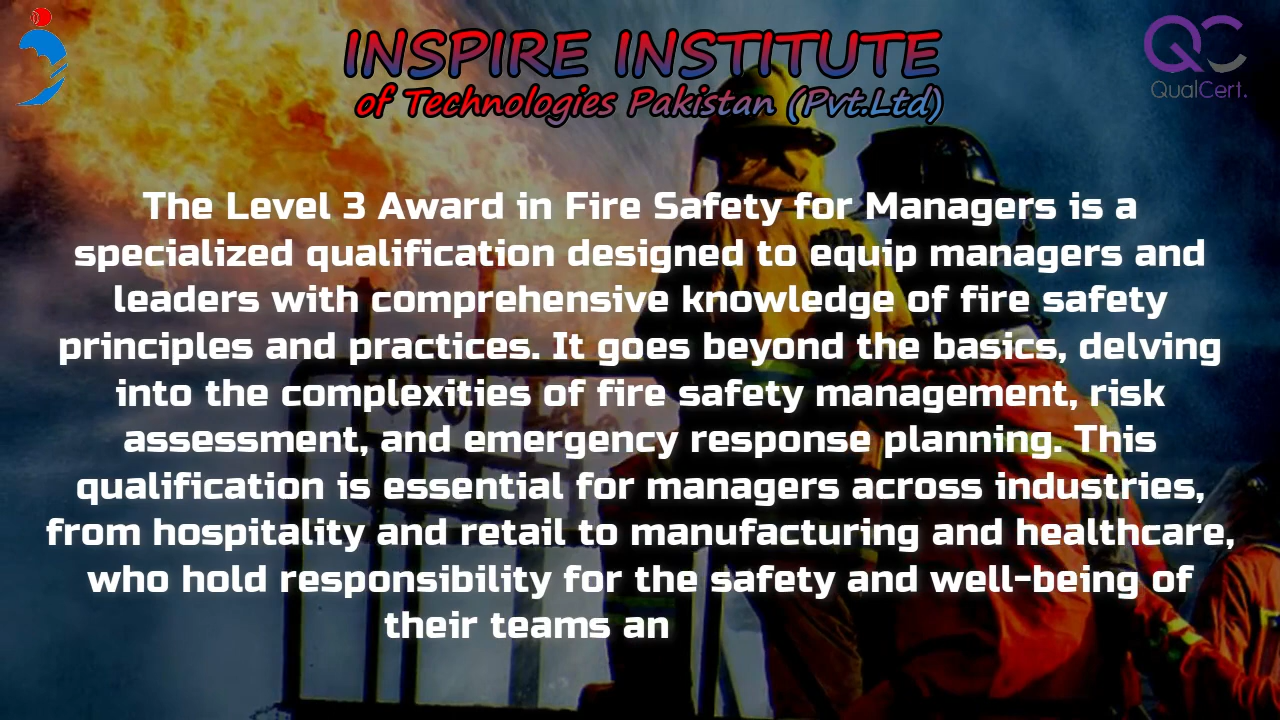 INSPIRE INSTITUTE
of Technologies Pakistan (Pvt.Ltd)
QC
QualCert.
The Level 3 Award in Fire Safety for Managers is a
specialized qualification designed to equip managers and
leaders with comprehensive knowledge of fire safety
principles and practices. It goes beyond the basics, delving
into the complexities of fire safety management, risk
assessment, and emergency response planning. This
qualification is essential for managers across industries,
from hospitality and retail to manufacturing and healthcare,
who hold responsibility for the safety and well-being of
their teams an